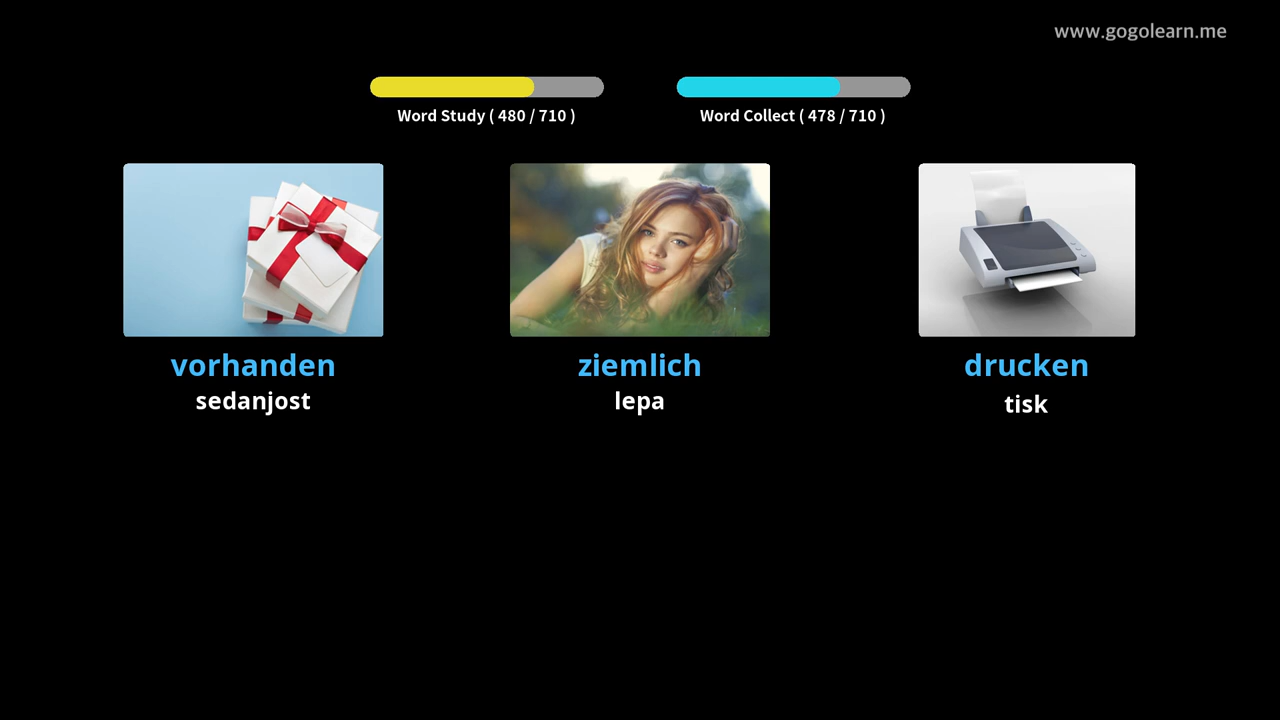 www.gogolearn.me
Word Study ( 480 / 710 )
Word Collect ( 478 / 710 )
vorhanden
sedanjost
ziemlich
lepa
drucken
tisk